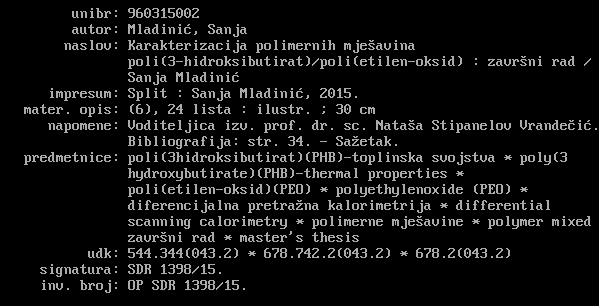 unibr: 960315002
autor: Mladinić, Sanja
naslov: Karakterizacija polimernih mješavina
poli(3-hidroksibutirat)/poli(etilen-oksid) : završni rad /
Sanja Mladinić
impresum: Split : Sanja Mladinić, 2015.
mater. opis: (6), 24 lista : ilustr. ; 30 cm
napomene: Voditeljica izv. prof. dr. sc. Nataša Stipanelov Vrandečić.
Bibliografija: str. 34. - Sažetak.
predmetnice: poli(3hidroksibutirat)(PHB)-toplinska svojstva * poly(3
hydroxybutirate)(PHB)-thermal properties *
poli(etilen-oksid)(PEO) * polyethylenoxide (PEO) *
diferencijalna pretražna kalorimetrija * differential
scanning calorimetry * polimerne mješavine * polymer mixed
završni rad * master's thesis
udk: 544.344(043.2) * 678.742.2(043.2) * 678.2(043.2)
signatura: SDR 1398/15.
inv. broj: OP SDR 1398/15.